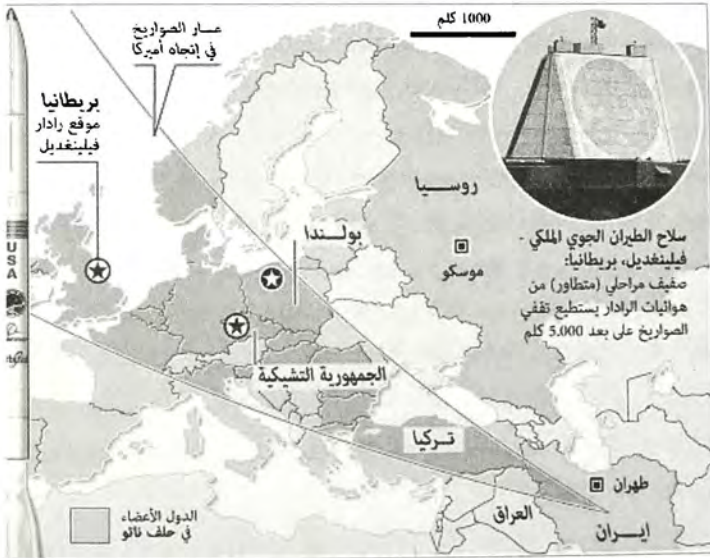 1000 كلم
مسار الصواريخ
في إتجاه أميركا
بريطانيا
موقع رادار
فيلينغديل
روسيا
موسكو
بولندا
سلاح الطيران الجوي الملكي -
فيلينغديل، بريطانيا:
صفيف مراحلي (متطاور) من
هوائيات الرادار يستطيع تقفي
الصواريخ على بعد 5.000 كلم
USA
الجمهورية التشيكية
تركيا
طهران
العراق
إيران
الدول الأعضاء
في حلف ناتو